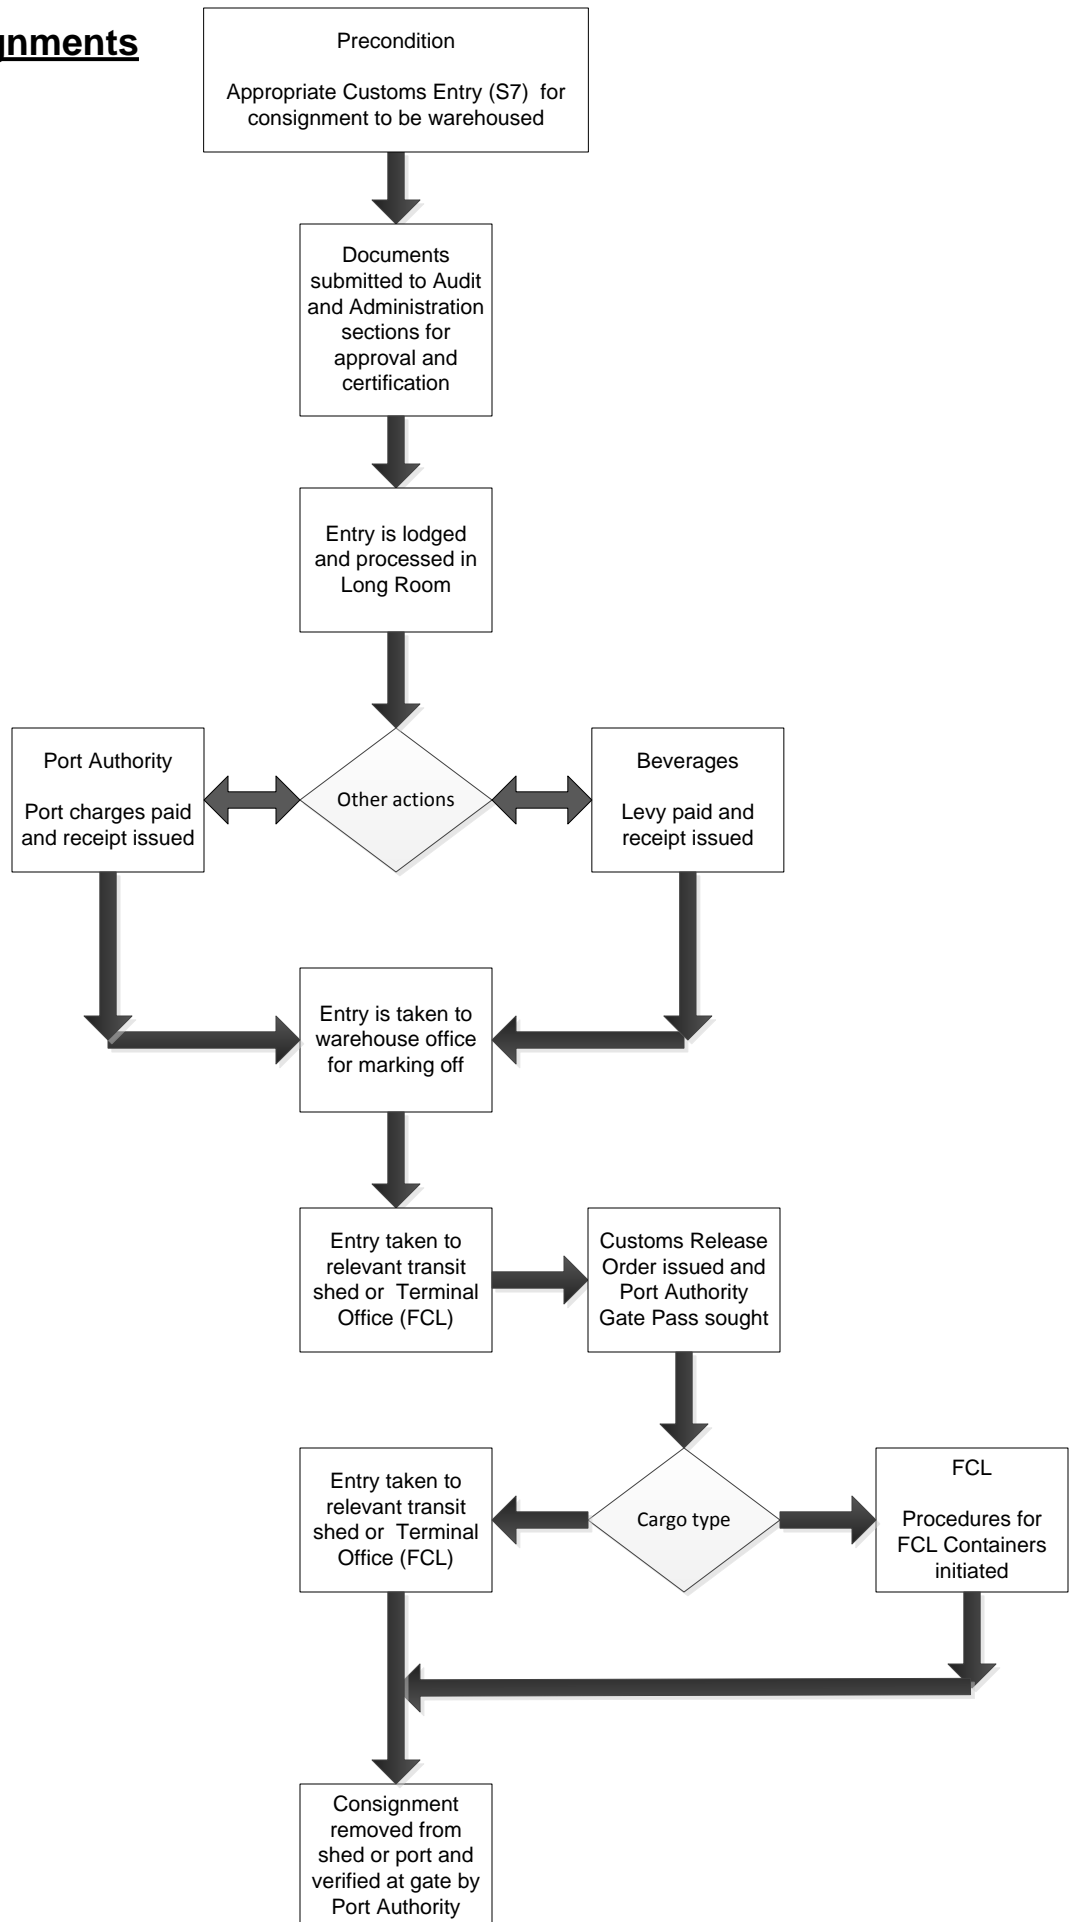 gnments
Precondition
Appropriate Customs Entry (S7)  for
consignment to be warehoused
Documents
submitted to Audit
and Administration
sections for
approval and
certification
Entry is lodged
and processed in
Long Room
Port Authority
Port charges paid
and receipt issued
Other actions
Beverages
Levy paid and
receipt issued
Entry is taken to
warehouse office
for marking off
Entry taken to
relevant transit
shed or  Terminal
Office (FCL)
Customs Release
Order issued and
Port Authority
Gate Pass sought
Entry taken to
relevant transit
shed or  Terminal
Office (FCL)
Cargo type
FCL
Procedures for
FCL Containers
initiated
Consignment
removed from
shed or port and
verified at gate by
Port Authority